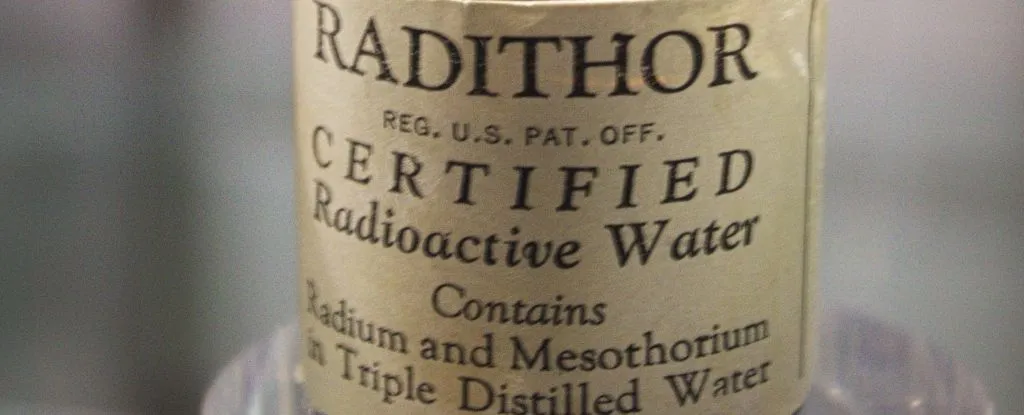 RADITHOR
REG. U.S. PAT. OFF.
CERTIFIED
Radioactive Water
Contains
Radium and Mesothorium
in Triple Distilled Water